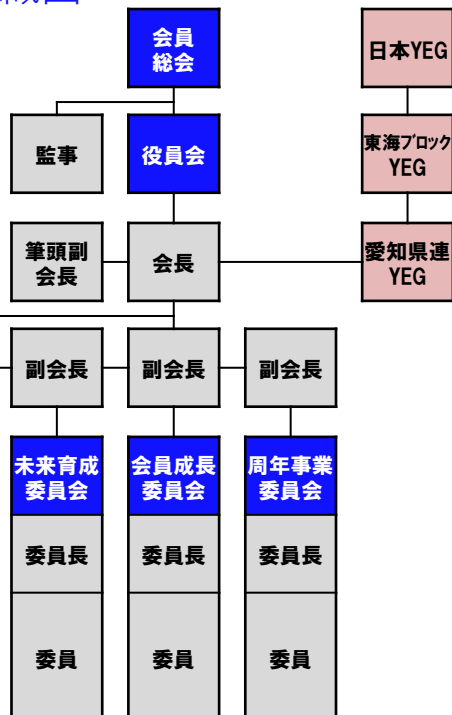 会員
総会
日本YEG
監事
役員会
東海ブロック
YEG
筆頭副
会長
会長
愛知県連
YEG
副会長
副会長
副会長
未来育成
委員会
会員成長
委員会
周年事業
委員会
委員長
委員長
委員長
委員
委員
委員